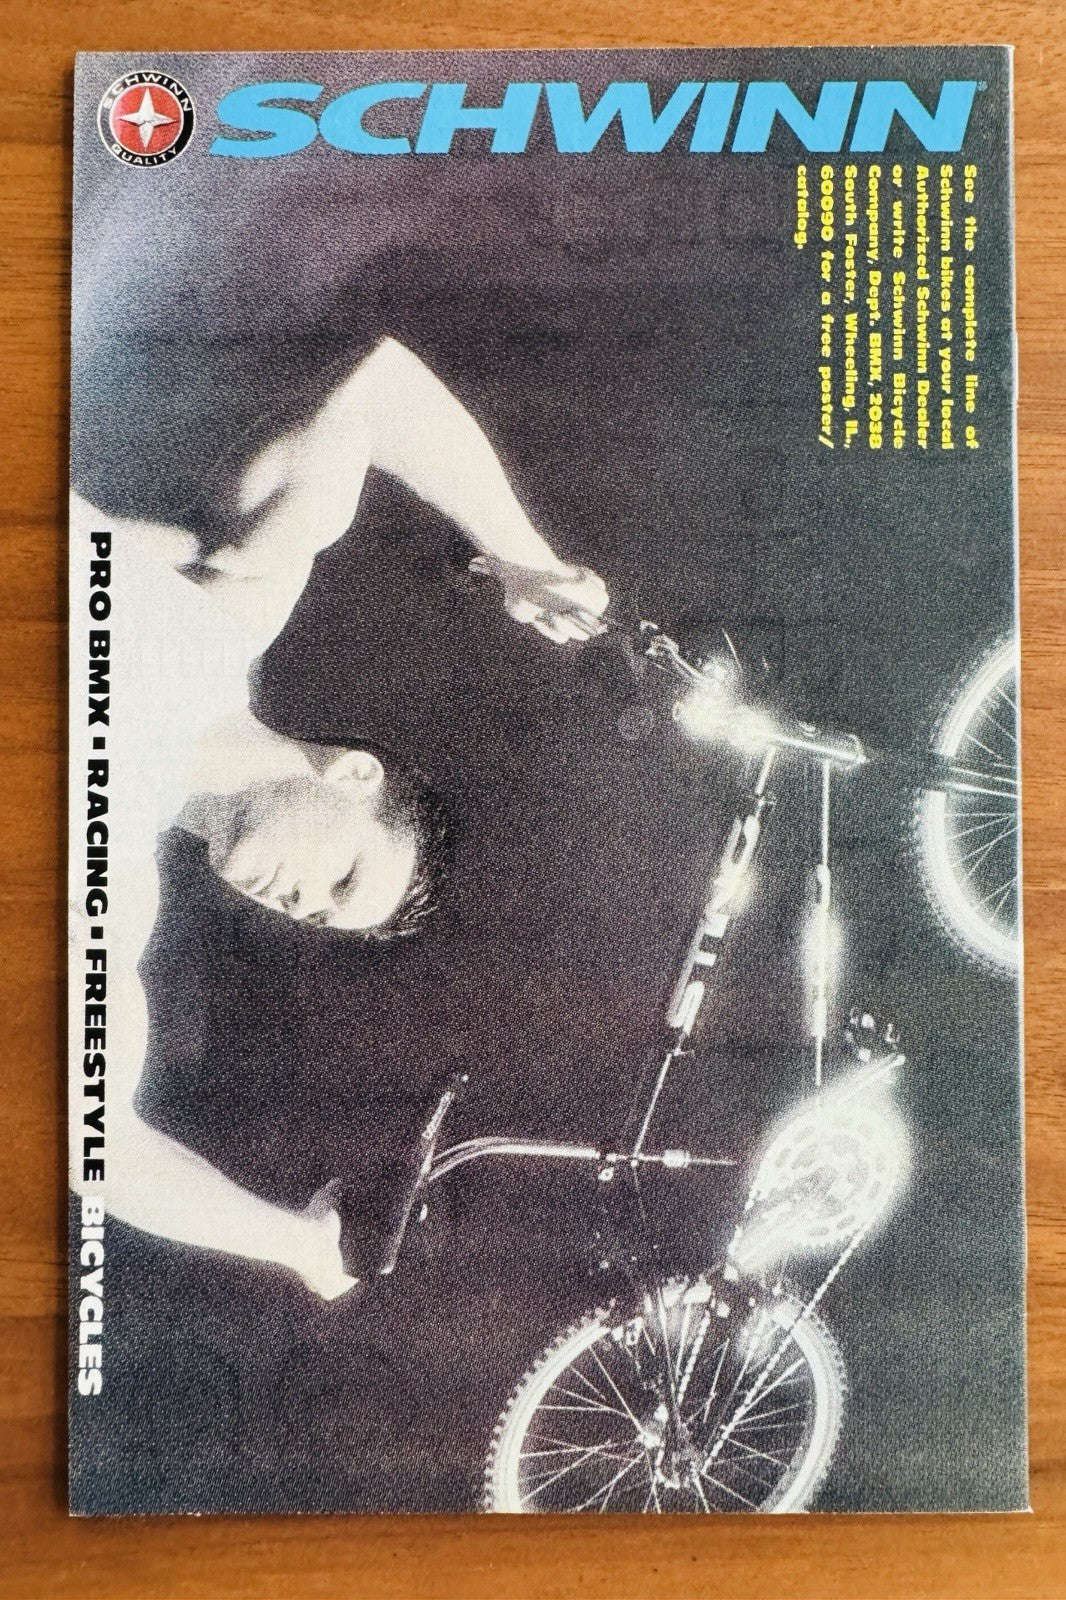 SCHWINN
QUALITY
SCHWINN®
See the complete line of
Schwinn bikes at your local
Authorized Schwinn Dealer
or write Schwinn Bicycle
Company, Dept. BMX, 2038
South Foster, Wheeling, IL,
60090 for a free poster/
catalog.
PRO BMX ▪ RACING ▪ FREESTYLE BICYCLES